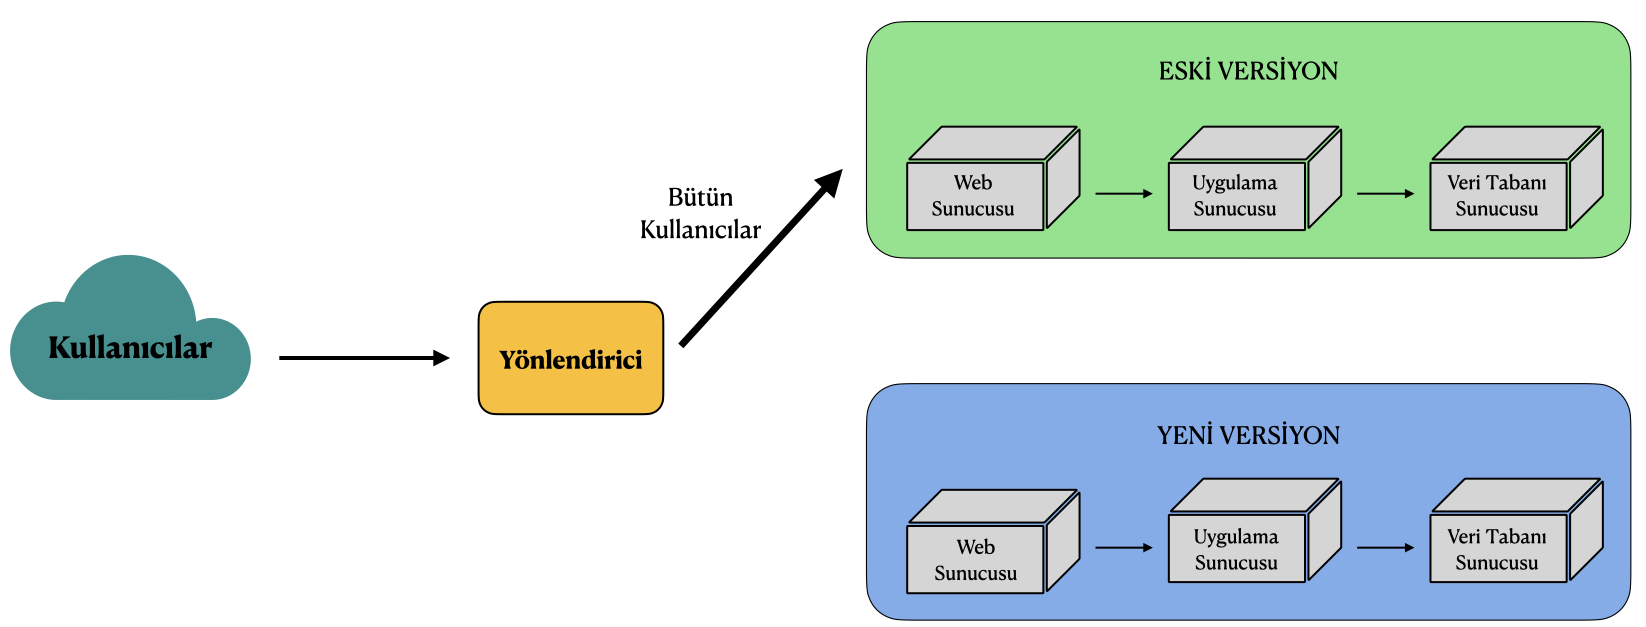 ESKİ VERSİYON
Web
Sunucusu
Uygulama
Sunucusu
Veri Tabanı
Sunucusu
Bütün
Kullanıcılar
Kullanıcılar
Yönlendirici
YENİ VERSİYON
Web
Sunucusu
Uygulama
Sunucusu
Veri Tabanı
Sunucusu